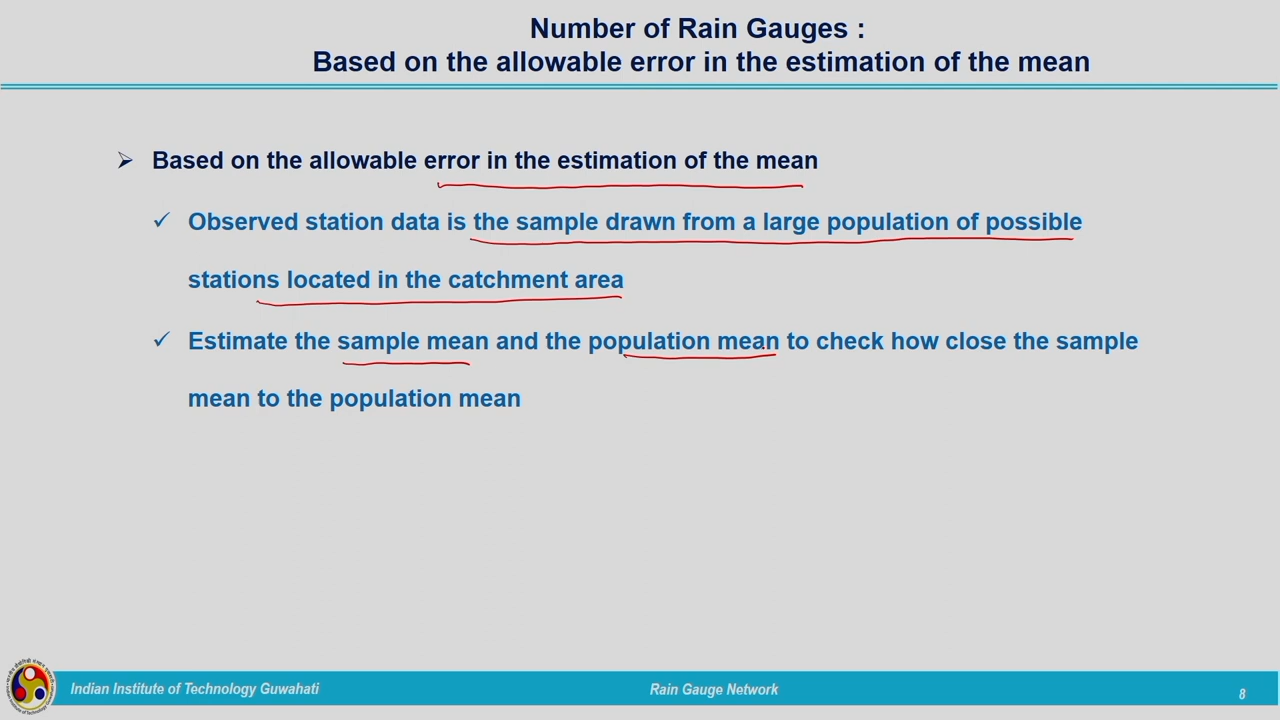 Number of Rain Gauges :
Based on the allowable error in the estimation of the mean
Based on the allowable error in the estimation of the mean
Observed station data is the sample drawn from a large population of possible
stations located in the catchment area
Estimate the sample mean and the population mean to check how close the sample
mean to the population mean
Indian Institute of Technology Guwahati
Rain Gauge Network
8